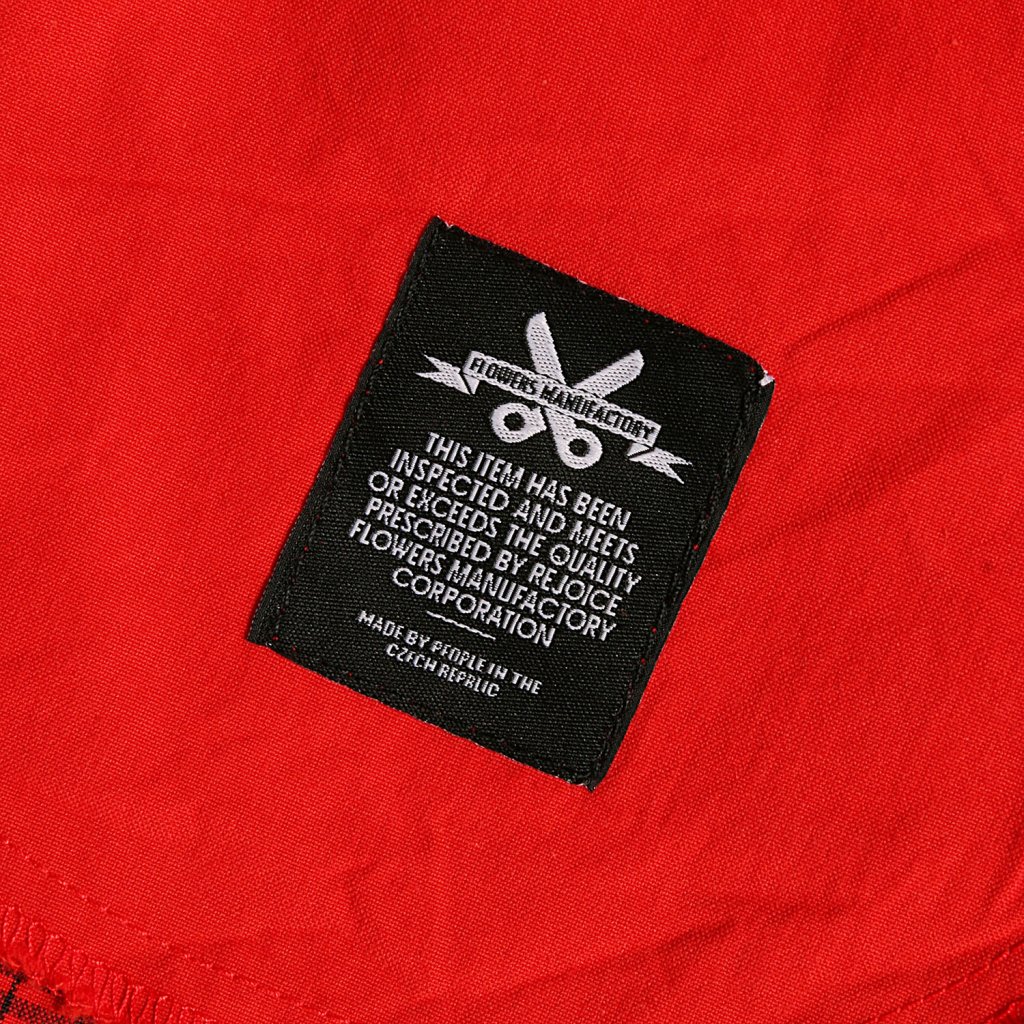 FLOWERS MANUFACTORY
THIS ITEM HAS BEEN
INSPECTED AND MEETS
OR EXCEEDS THE QUALITY
PRESCRIBED BY REJOICE
FLOWERS MANUFACTORY
CORPORATION
MADE BY PEOPLE IN THE
CZECH REPBLIC